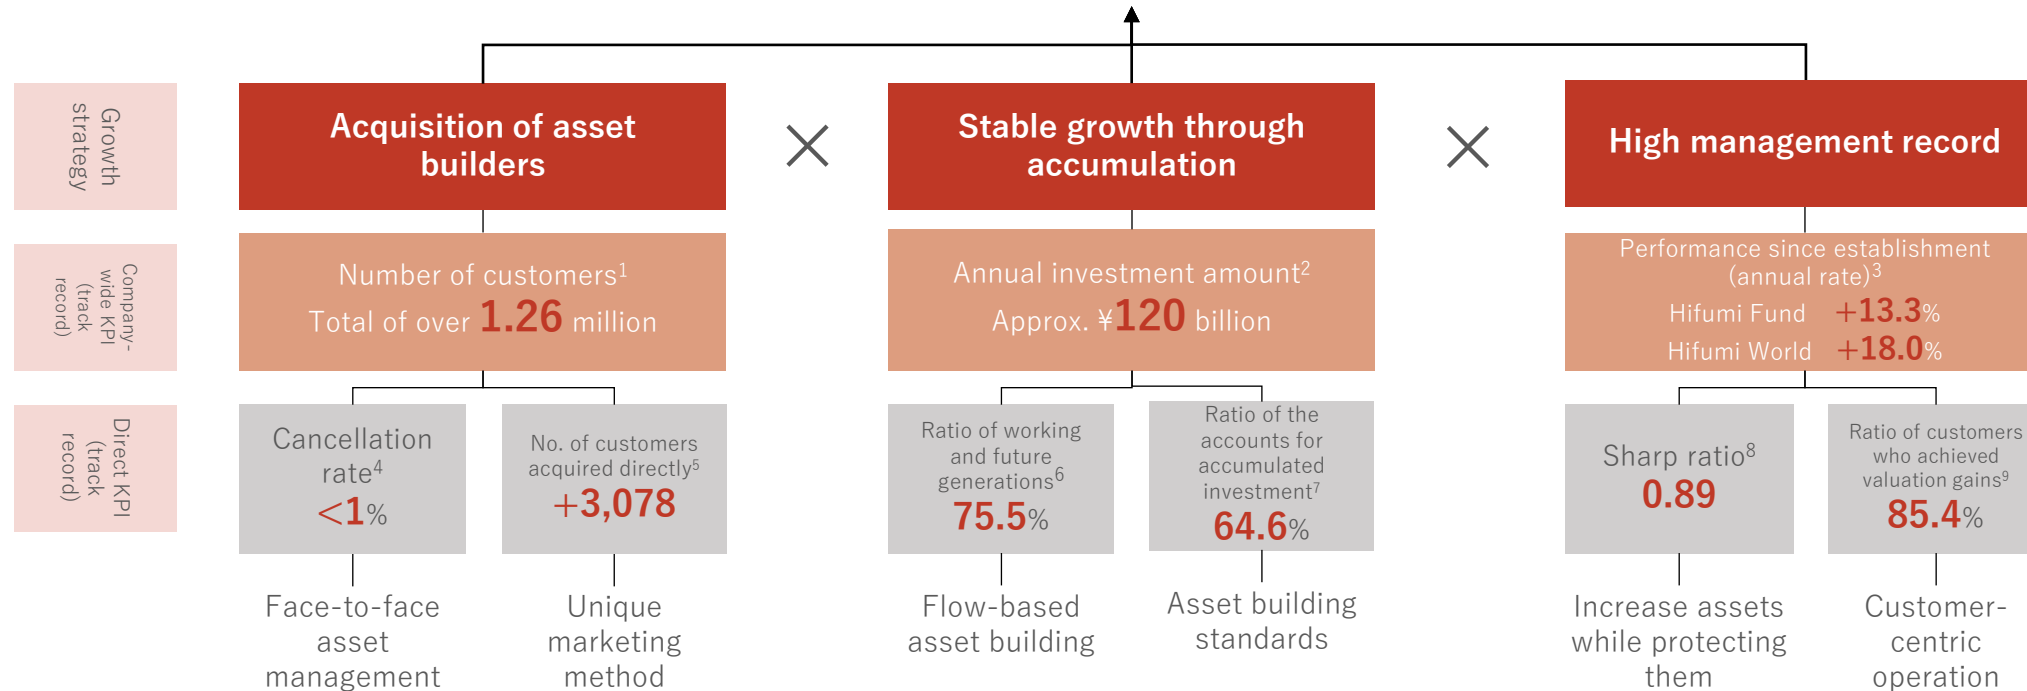 Growth
strategy
Acquisition of asset
builders
Stable growth through
accumulation
High management record
Company-
wide KPI
(track
record)
Number of customers1
Total of over 1.26 million
Annual investment amount2
Approx. ¥120 billion
Performance since establishment
(annual rate)3
Hifumi Fund +13.3%
Hifumi World +18.0%
Direct KPI
(track
record)
Cancellation
rate4
<1%
No. of customers
acquired directly5
+3,078
Ratio of working
and future
generations6
75.5%
Ratio of the
accounts for
accumulated
investment7
64.6%
Sharp ratio8
0.89
Ratio of customers
who achieved
valuation gains9
85.4%
Face-to-face
asset
management
Unique
marketing
method
Flow-based
asset building
Asset building
standards
Increase assets
while protecting
them
Customer-
centric
operation